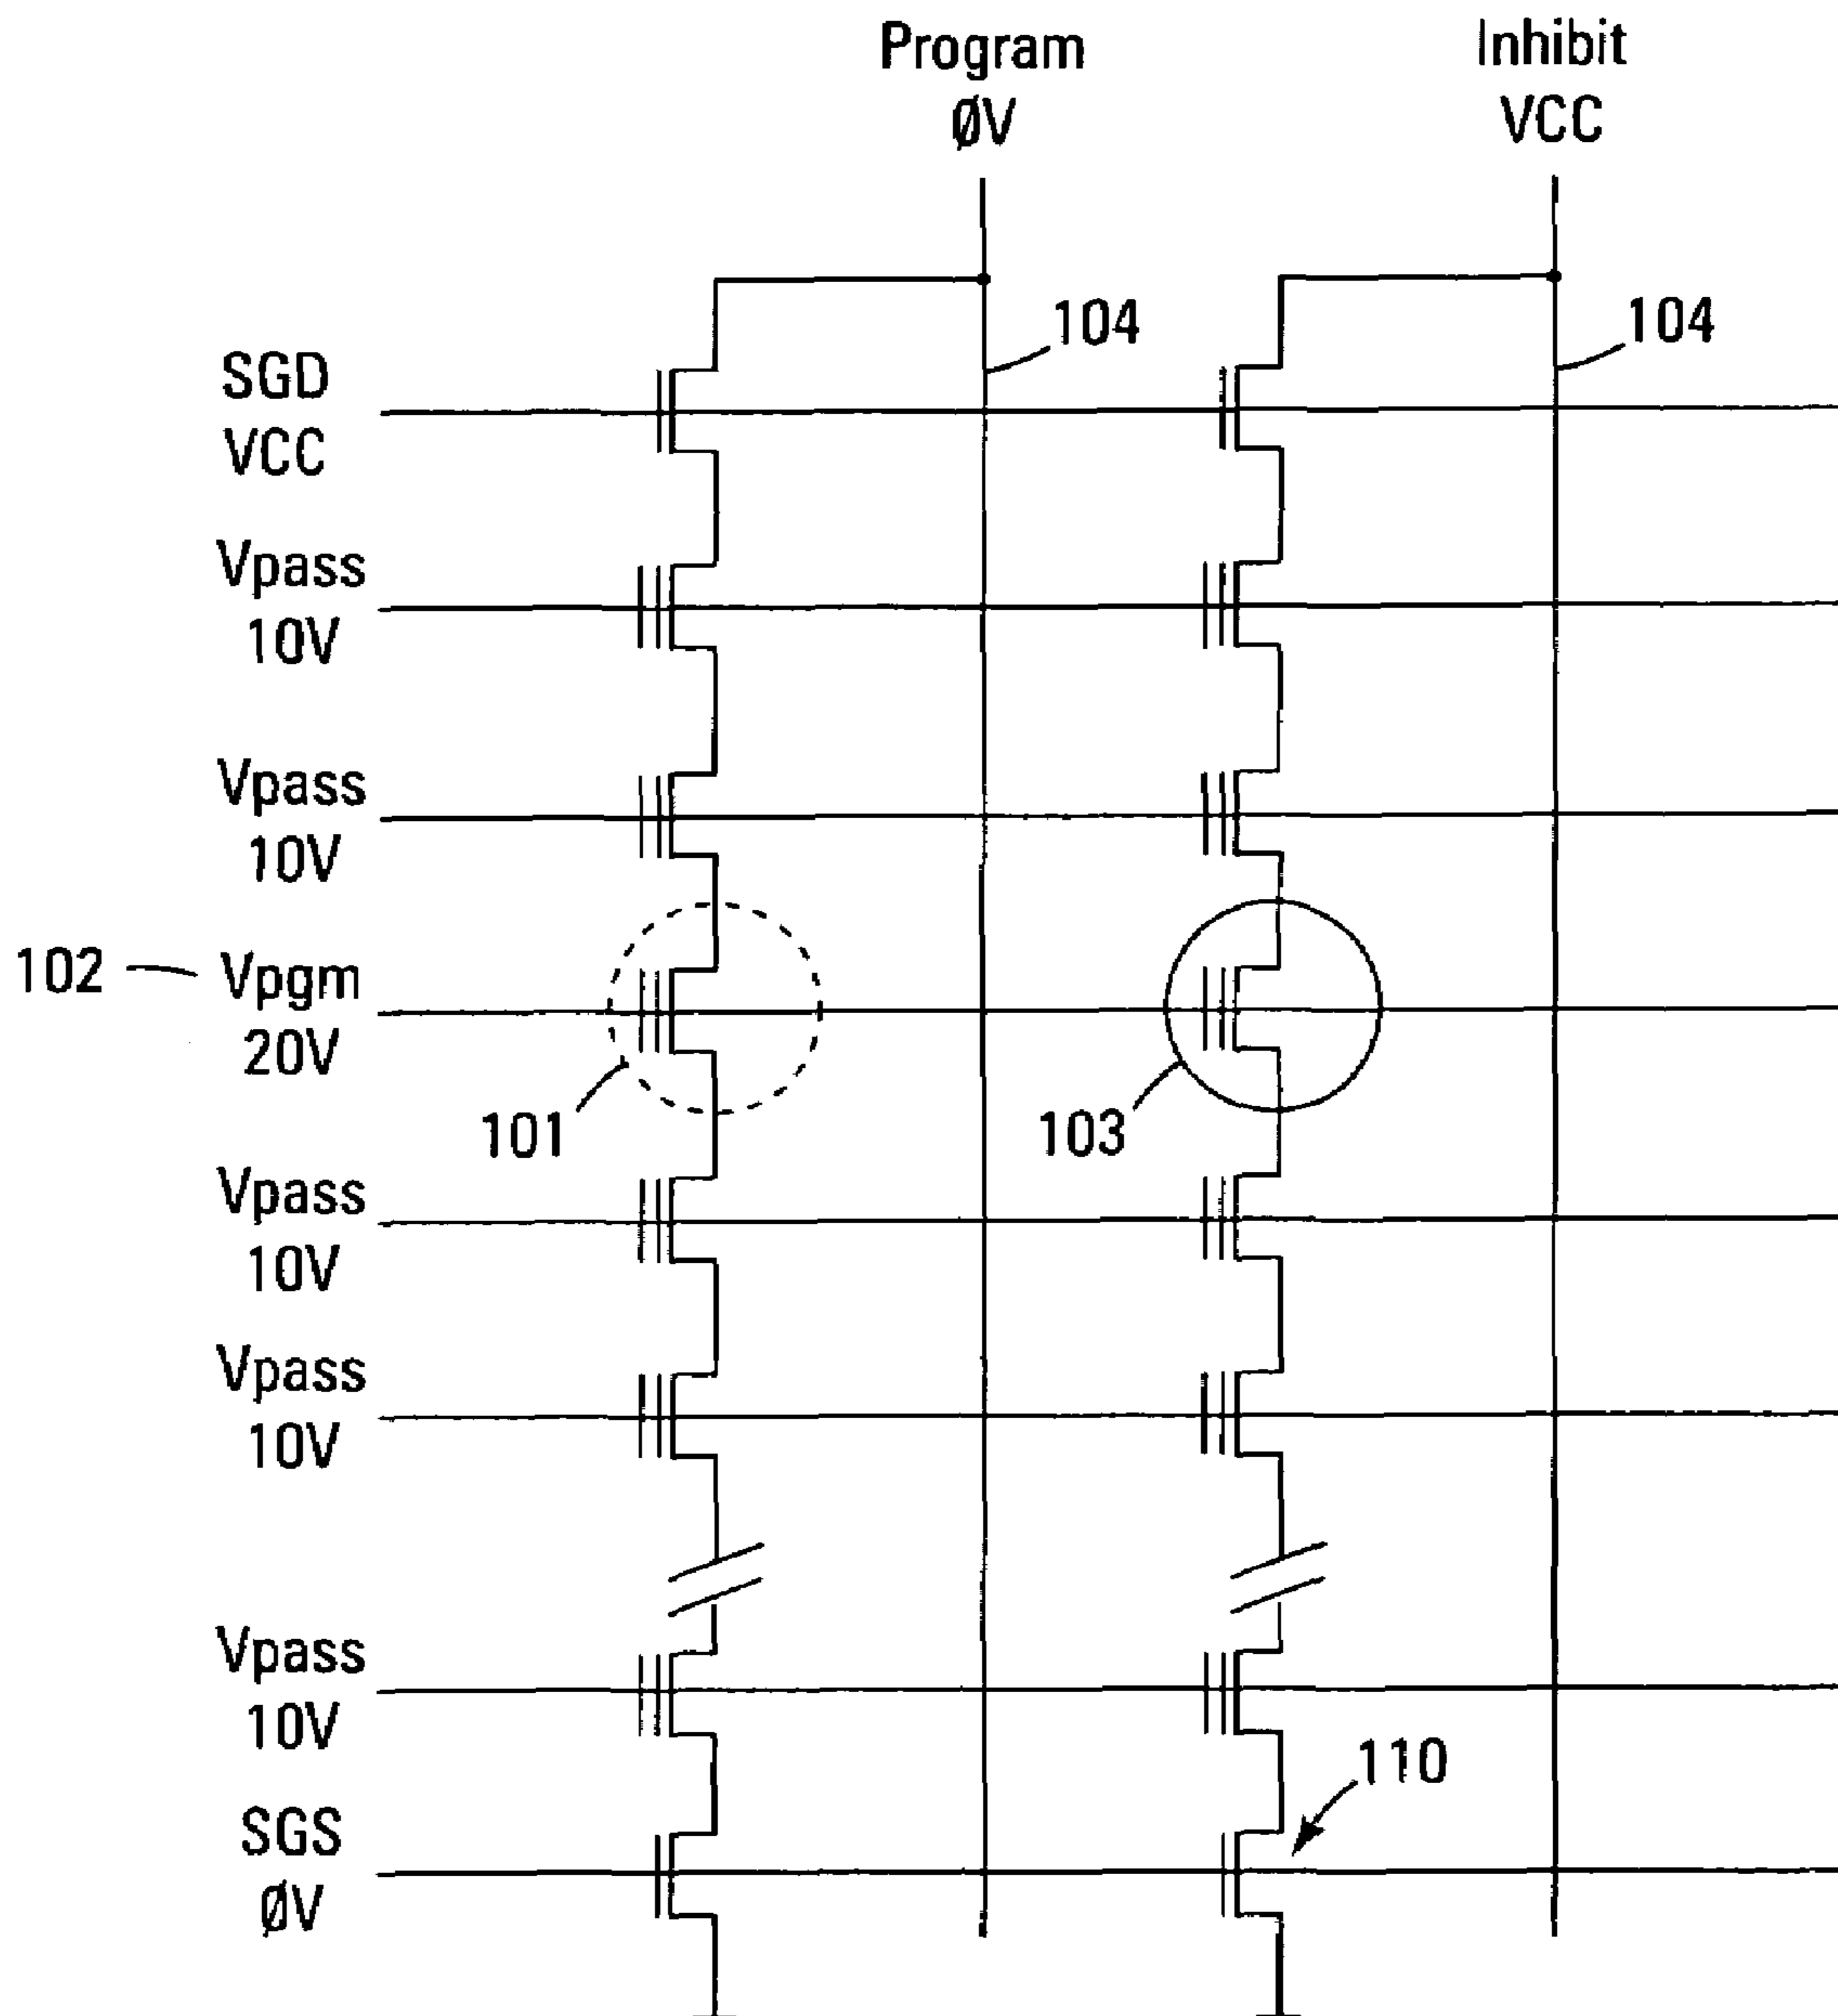 Program
ØV
Inhibit
VCC
104
104
SGD
VCC
Vpass
10V
Vpass
10V
102
Vpgm
20V
101
103
Vpass
10V
Vpass
10V
Vpass
10V
110
SGS
ØV